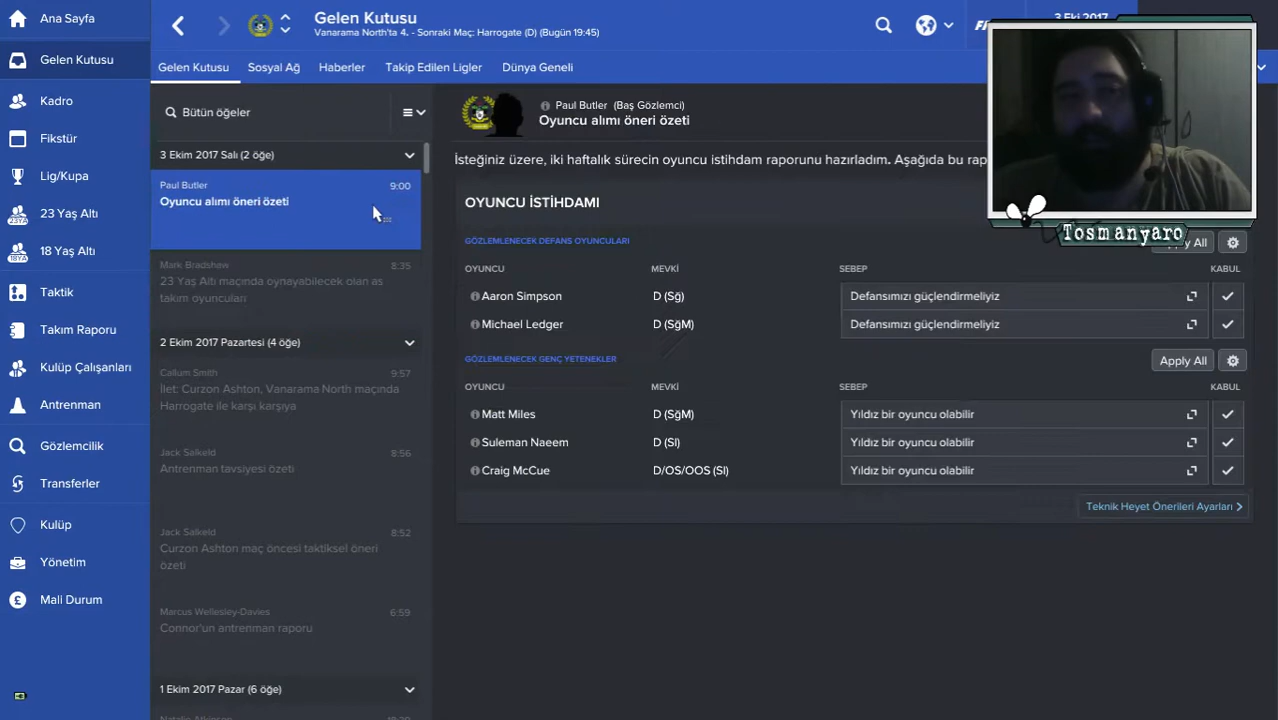 Ana Sayfa
Gelen Kutusu
Kadro
Fikstür
Lig/Kupa
23 Yaş Altı
18 Yaş Altı
Taktik
Takım Raporu
Kulüp Çalışanları
Antrenman
Gözlemcilik
Transferler
Kulüp
Yönetim
Mali Durum
Gelen Kutusu
Vanarama North'ta 4. - Sonraki Maç: Harrogate (D) (Bugün 19:45)
3 Eki 2017
Gelen Kutusu
Sosyal Ağ
Haberler
Takip Edilen Ligler
Dünya Geneli
Bütün öğeler
3 Ekim 2017 Salı (2 öğe)
Paul Butler 9:00
Oyuncu alımı öneri özeti
Mark Bradshaw 8:35
23 Yaş Altı maçında oynayabilecek olan as
takım oyuncuları
2 Ekim 2017 Pazartesi (4 öğe)
Callum Smith 9:57
İlet: Curzon Ashton, Vanarama North maçında
Harrogate ile karşı karşıya
Jack Salkeld 8:56
Antrenman tavsiyesi özeti
Jack Salkeld 8:52
Curzon Ashton maç öncesi taktiksel öneri
özeti
Marcus Wellesley-Davies 6:59
Connor'un antrenman raporu
1 Ekim 2017 Pazar (6 öğe)
Paul Butler (Baş Gözlemci)
Oyuncu alımı öneri özeti
İsteğiniz üzere, iki haftalık sürecin oyuncu istihdam raporunu hazırladım. Aşağıda bu rap
Tosmanyaro
OYUNCU İSTİHDAMI
GÖZLEMLENECEK DEFANS OYUNCULARI
All
OYUNCU MEVKİ SEBEP KABUL
Aaron Simpson D (Sğ) Defansımızı güçlendirmeliyiz
Michael Ledger D (SğM) Defansımızı güçlendirmeliyiz
GÖZLEMLENECEK GENÇ YETENEKLER
Apply All
OYUNCU MEVKİ SEBEP KABUL
Matt Miles D (SğM) Yıldız bir oyuncu olabilir
Suleman Naeem D (Sl) Yıldız bir oyuncu olabilir
Craig McCue D/OS/OOS (Sl) Yıldız bir oyuncu olabilir
Teknik Heyet Önerileri Ayarları